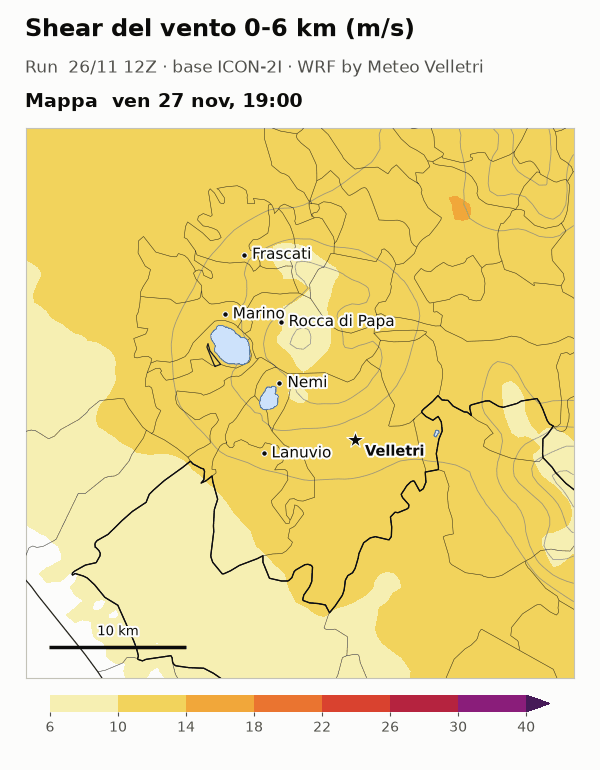 Shear del vento 0-6 km (m/s)
Run  26/11 12Z · base ICON-2I · WRF by Meteo Velletri
Mappa  ven 27 nov, 19:00
Frascati
Marino
Rocca di Papa
Nemi
Velletri
Lanuvio
10 km
6 10 14 18 22 26 30 40